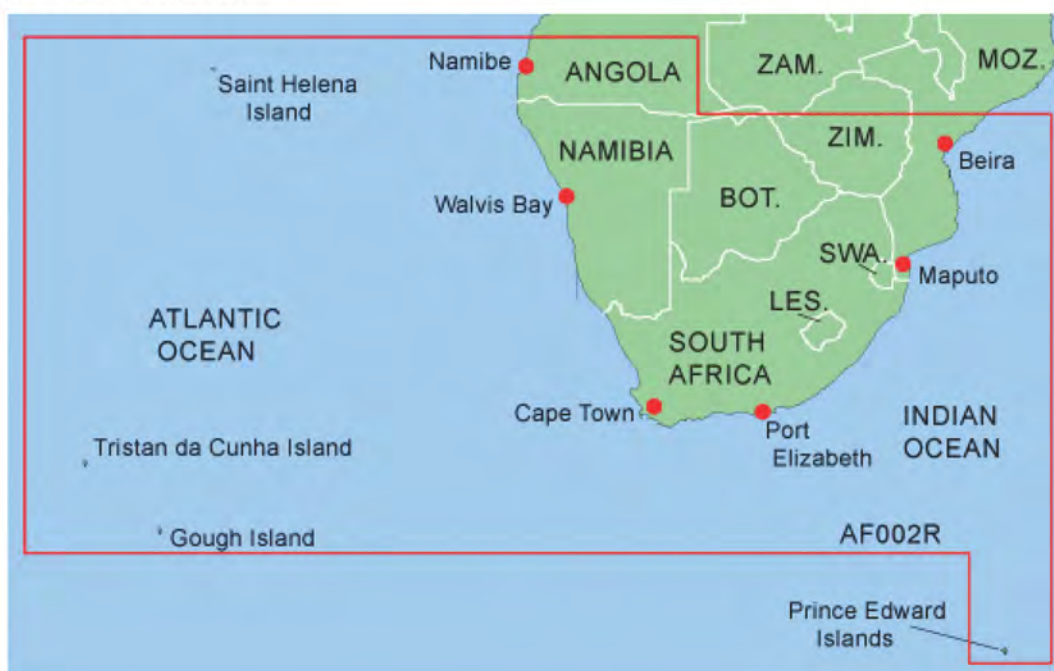 Namibe
ANGOLA
ZAM.
MOZ.
Saint Helena
Island
NAMIBIA
ZIM.
Beira
Walvis Bay
BOT.
SWA.
Maputo
LES.
ATLANTIC
OCEAN
SOUTH
AFRICA
Cape Town
Port
Elizabeth
INDIAN
OCEAN
Tristan da Cunha Island
Gough Island
AF002R
Prince Edward
Islands